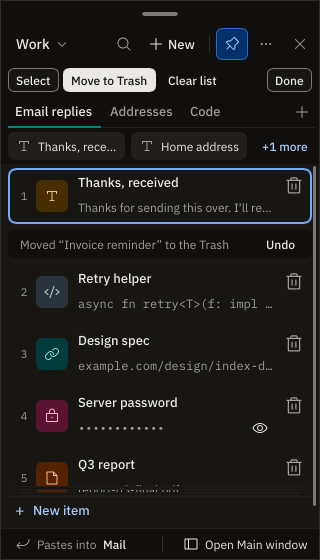 Work
New
Select Move to Trash Clear list Done
Email replies Addresses Code
Thanks, rece... Home address +1 more
1 Thanks, received
Thanks for sending this over. I'll re...
Moved “Invoice reminder” to the Trash Undo
2 Retry helper
async fn retry<T>(f: impl …
3 Design spec
example.com/design/index-d…
4 Server password
••••••••••••
5 Q3 report
+ New item
Pastes into Mail Open Main window